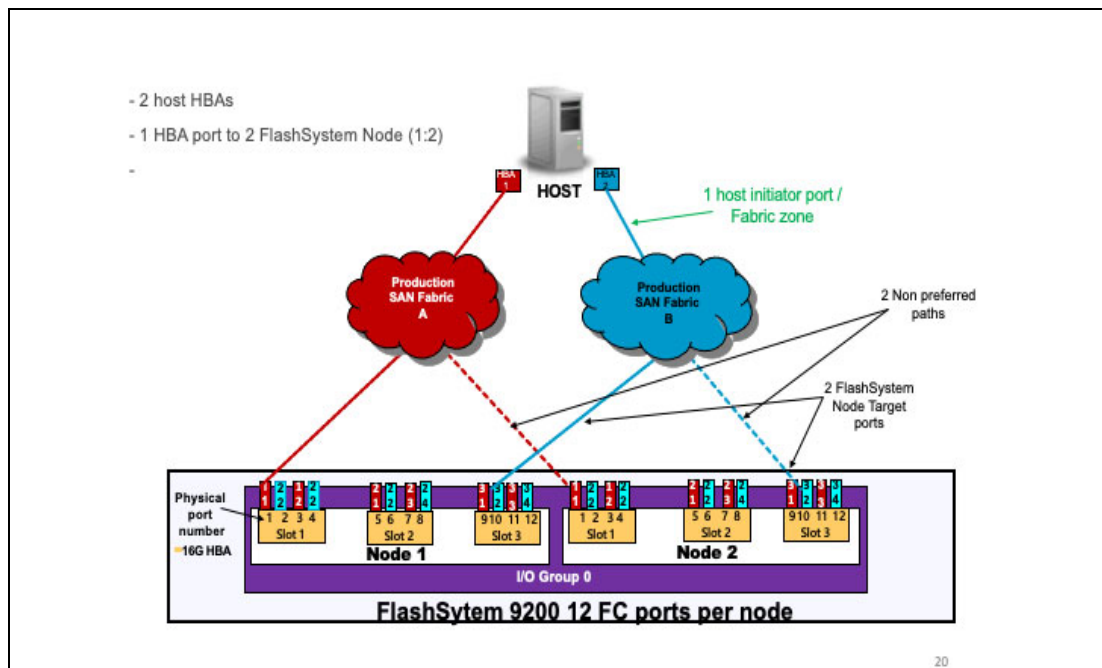 - 2 host HBAs
- 1 HBA port to 2 FlashSystem Node (1:2)
-
HBA
1
HOST
HBA
2
1 host initiator port /
Fabric zone
Production
SAN Fabric
A
Production
SAN Fabric
B
2 Non preferred
paths
2 FlashSystem
Node Target
ports
Physical
port
number
16G HBA
1 2 3 4
Slot 1
5 6 7 8
Slot 2
9 10 11 12
Slot 3
Node 1
1 2 3 4
Slot 1
5 6 7 8
Slot 2
9 10 11 12
Slot 3
Node 2
I/O Group 0
FlashSytem 9200 12 FC ports per node
20